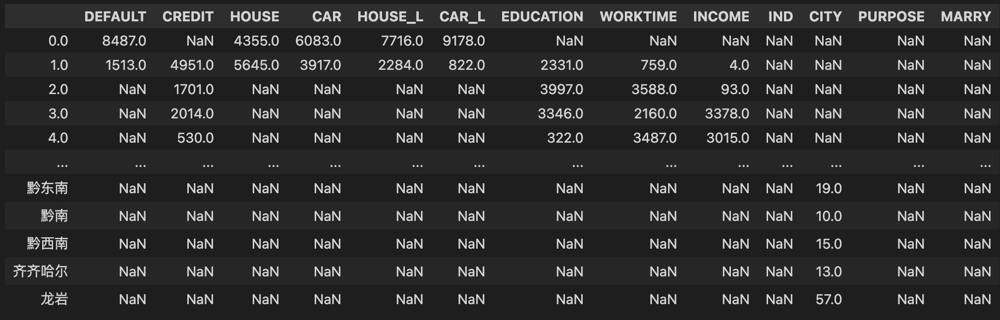 DEFAULT CREDIT HOUSE CAR HOUSE_L CAR_L EDUCATION WORKTIME INCOME IND CITY PURPOSE MARRY
0.0 8487.0 NaN 4355.0 6083.0 7716.0 9178.0 NaN NaN NaN NaN NaN NaN NaN
1.0 1513.0 4951.0 5645.0 3917.0 2284.0 822.0 2331.0 759.0 4.0 NaN NaN NaN NaN
2.0 NaN 1701.0 NaN NaN NaN NaN 3997.0 3588.0 93.0 NaN NaN NaN NaN
3.0 NaN 2014.0 NaN NaN NaN NaN 3346.0 2160.0 3378.0 NaN NaN NaN NaN
4.0 NaN 530.0 NaN NaN NaN NaN 322.0 3487.0 3015.0 NaN NaN NaN NaN
... ... ... ... ... ... ... ... ... ... ... ... ... ...
黔东南 NaN NaN NaN NaN NaN NaN NaN NaN NaN NaN 19.0 NaN NaN
黔南 NaN NaN NaN NaN NaN NaN NaN NaN NaN NaN 10.0 NaN NaN
黔西南 NaN NaN NaN NaN NaN NaN NaN NaN NaN NaN 15.0 NaN NaN
齐齐哈尔 NaN NaN NaN NaN NaN NaN NaN NaN NaN NaN 13.0 NaN NaN
龙岩 NaN NaN NaN NaN NaN NaN NaN NaN NaN NaN 57.0 NaN NaN